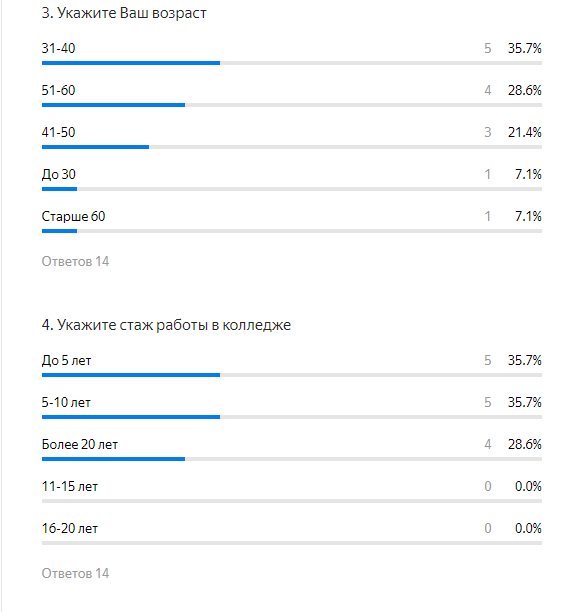 3. Укажите Ваш возраст
31-40 5 35.7%
51-60 4 28.6%
41-50 3 21.4%
До 30 1 7.1%
Старше 60 1 7.1%
Ответов 14
4. Укажите стаж работы в колледже
До 5 лет 5 35.7%
5-10 лет 5 35.7%
Более 20 лет 4 28.6%
11-15 лет 0 0.0%
16-20 лет 0 0.0%
Ответов 14